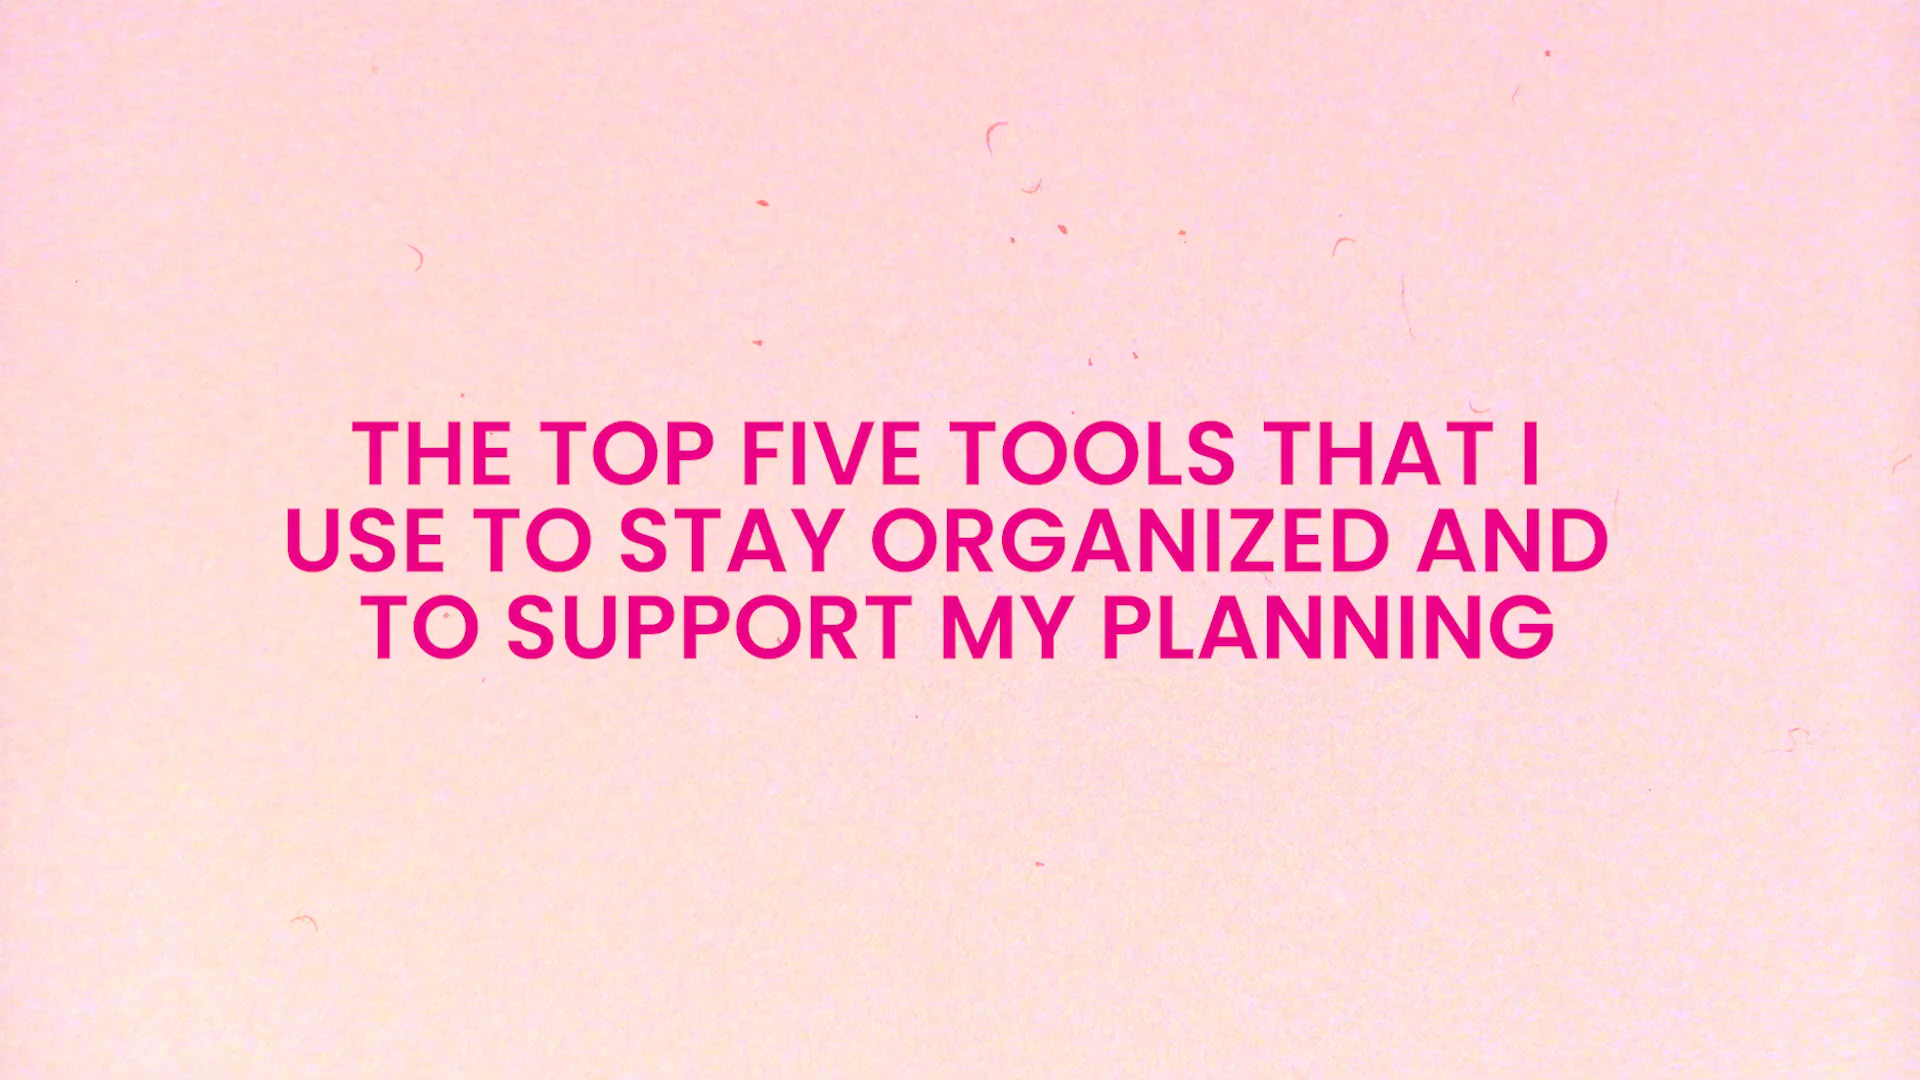 THE TOP FIVE TOOLS THAT I
USE TO STAY ORGANIZED AND
TO SUPPORT MY PLANNING